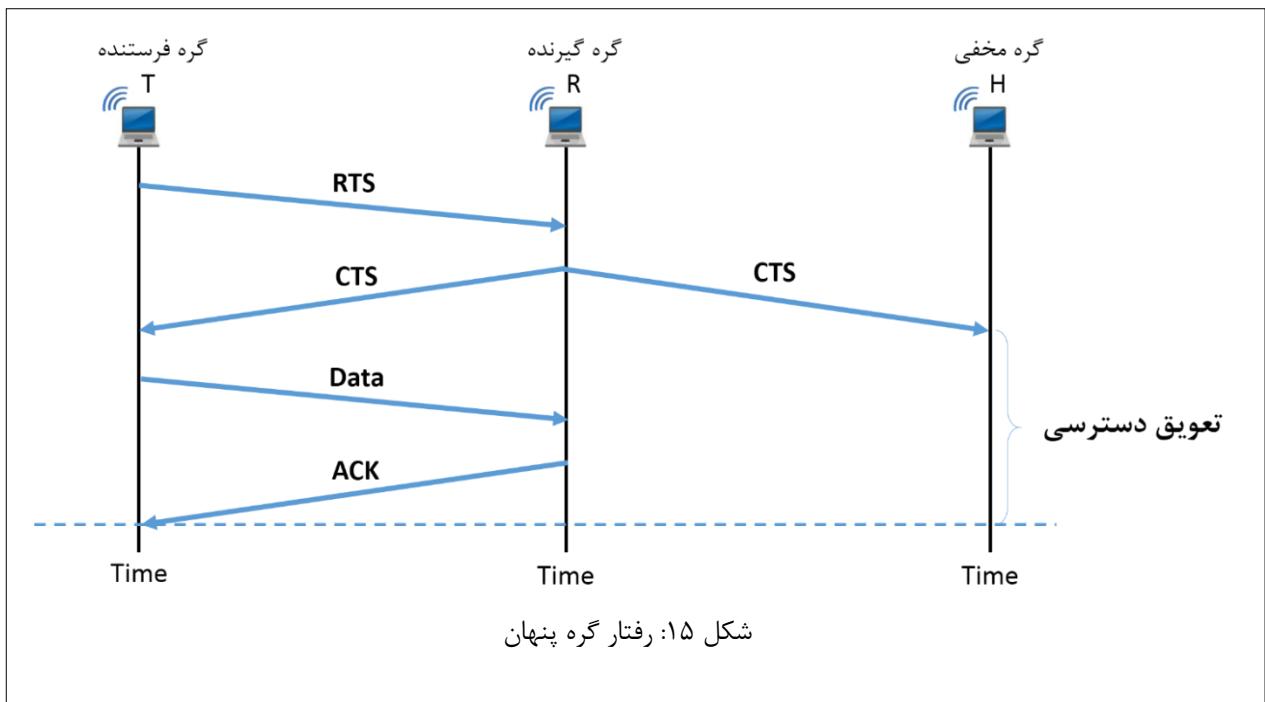 گره فرستنده
گره گیرنده
گره مخفی
T
R
H
RTS
CTS
CTS
Data
تعویق دسترسی
ACK
Time
Time
Time
شکل ۱۵: رفتار گره پنهان